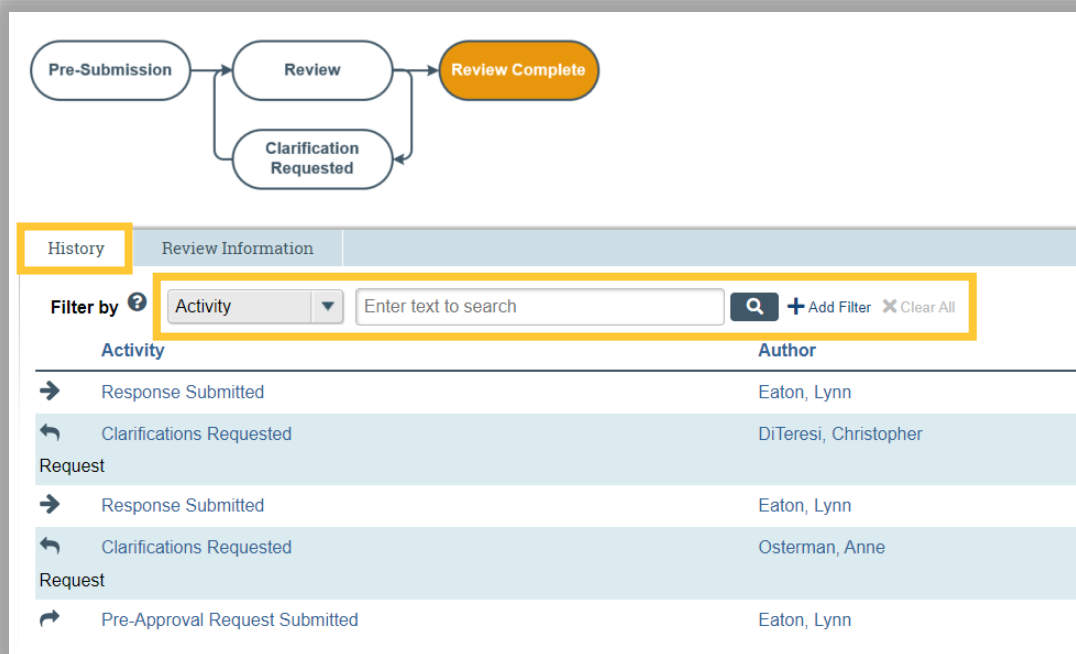 Pre-Submission Review Review Complete
Clarification
Requested
History Review Information
Filter by ? Activity Enter text to search Add Filter Clear All
Activity Author
Response Submitted Eaton, Lynn
Clarifications Requested DiTeresi, Christopher
Request
Response Submitted Eaton, Lynn
Clarifications Requested Osterman, Anne
Request
Pre-Approval Request Submitted Eaton, Lynn